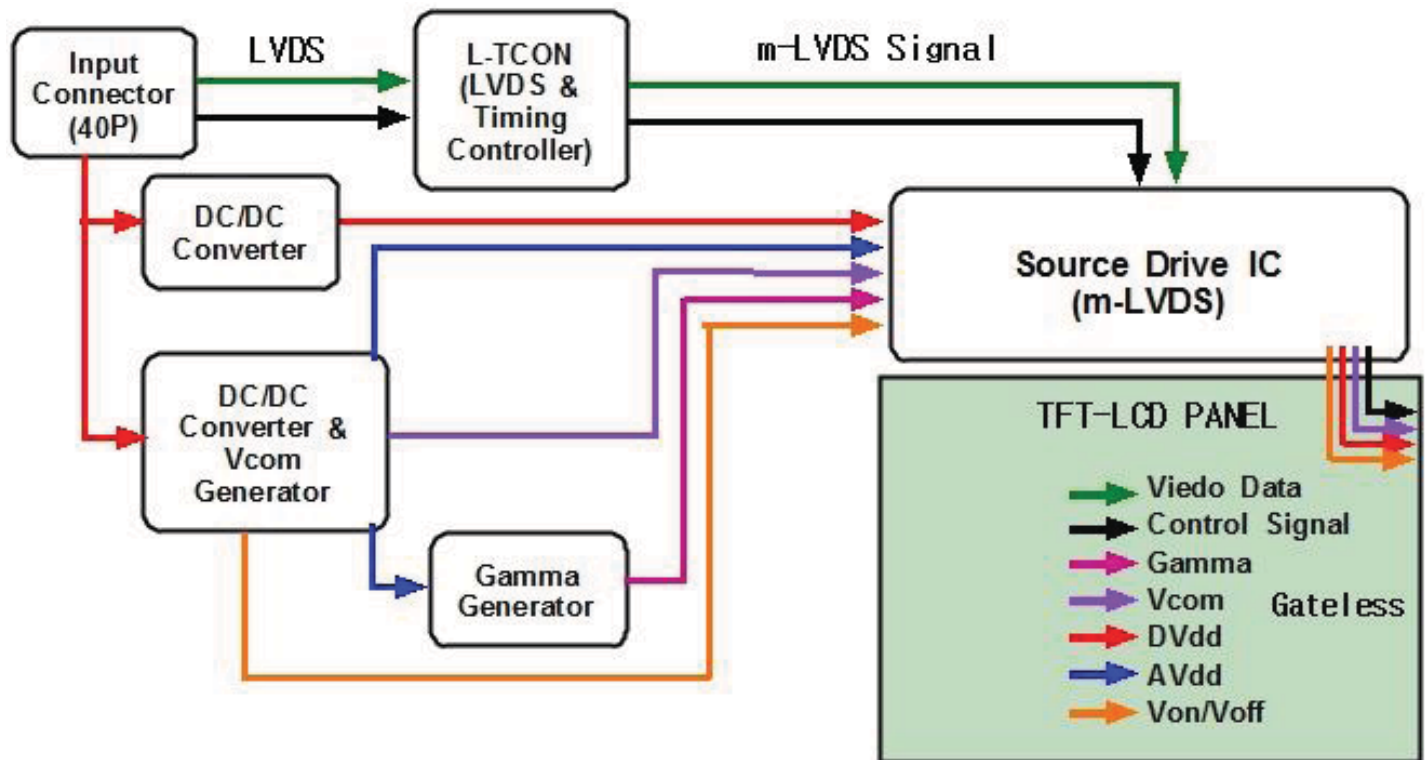 Input
Connector
(40P)
LVDS
L-TCON
(LVDS &
Timing
Controller)
m-LVDS Signal
DC/DC
Converter
Source Drive IC
(m-LVDS)
DC/DC
Converter &
Vcom
Generator
Gamma
Generator
TFT-LCD PANEL
Viedo Data
Control Signal
Gamma
Vcom
Gateless
DVdd
AVdd
Von/Voff